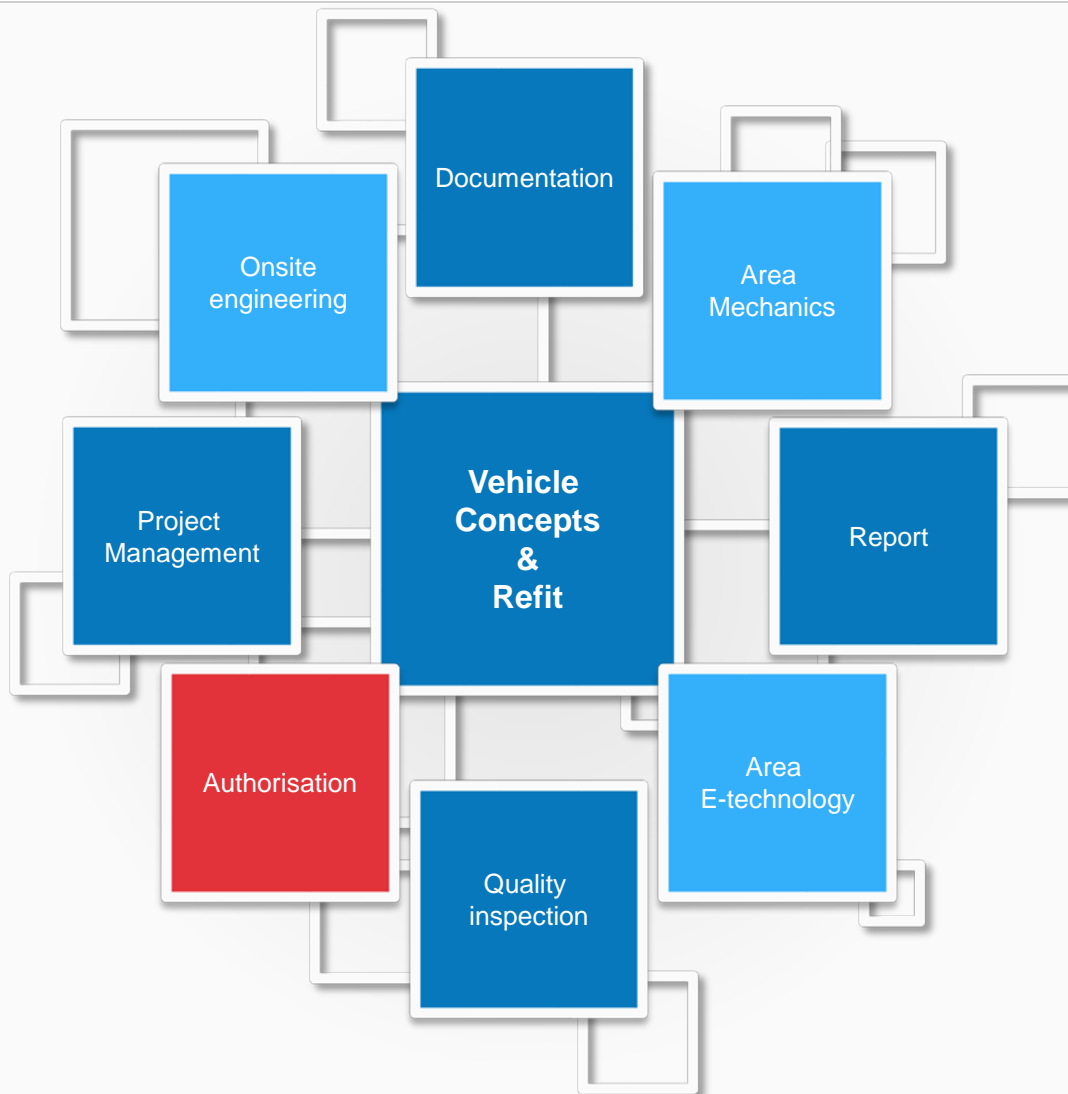 Documentation
Onsite
engineering
Area
Mechanics
Project
Management
Vehicle
Concepts
&
Refit
Report
Authorisation
Area
E-technology
Quality
inspection